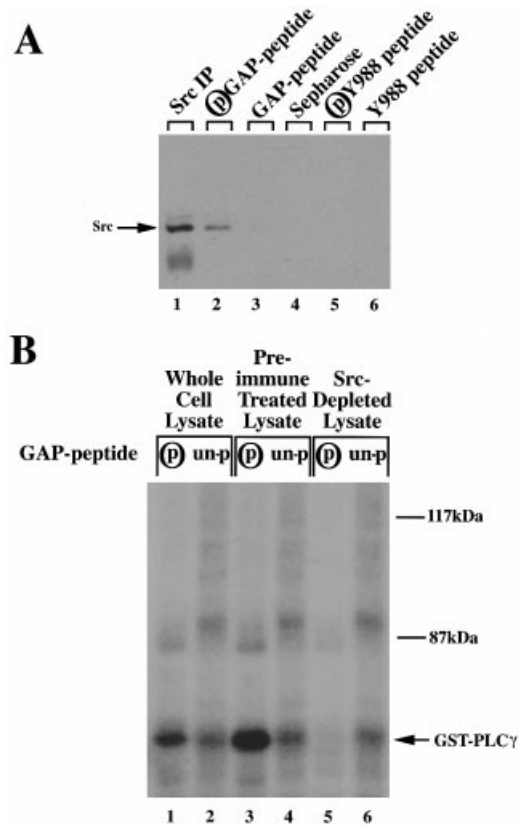 A
Src IP
ⓟGAP-peptide
GAP-peptide
Sepharose
ⓟY988 peptide
Y988 peptide
Src
1 2 3 4 5 6
B
Whole Cell Lysate
Pre-immune Treated Lysate
Src-Depleted Lysate
GAP-peptide ⓟ un-p ⓟ un-p ⓟ un-p
117kDa
87kDa
GST-PLCγ
1 2 3 4 5 6